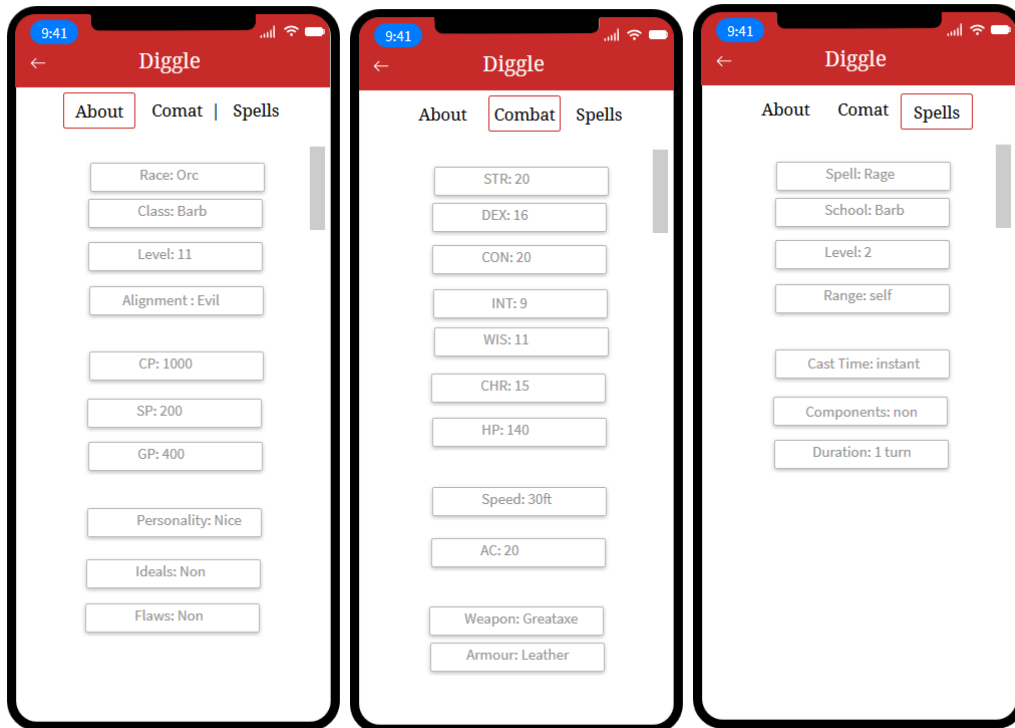 9:41
Diggle
About Comat | Spells
Race: Orc
Class: Barb
Level: 11
Alignment : Evil
CP: 1000
SP: 200
GP: 400
Personality: Nice
Ideals: Non
Flaws: Non
9:41
Diggle
About Combat Spells
STR: 20
DEX: 16
CON: 20
INT: 9
WIS: 11
CHR: 15
HP: 140
Speed: 30ft
AC: 20
Weapon: Greataxe
Armour: Leather
9:41
Diggle
About Comat Spells
Spell: Rage
School: Barb
Level: 2
Range: self
Cast Time: instant
Components: non
Duration: 1 turn